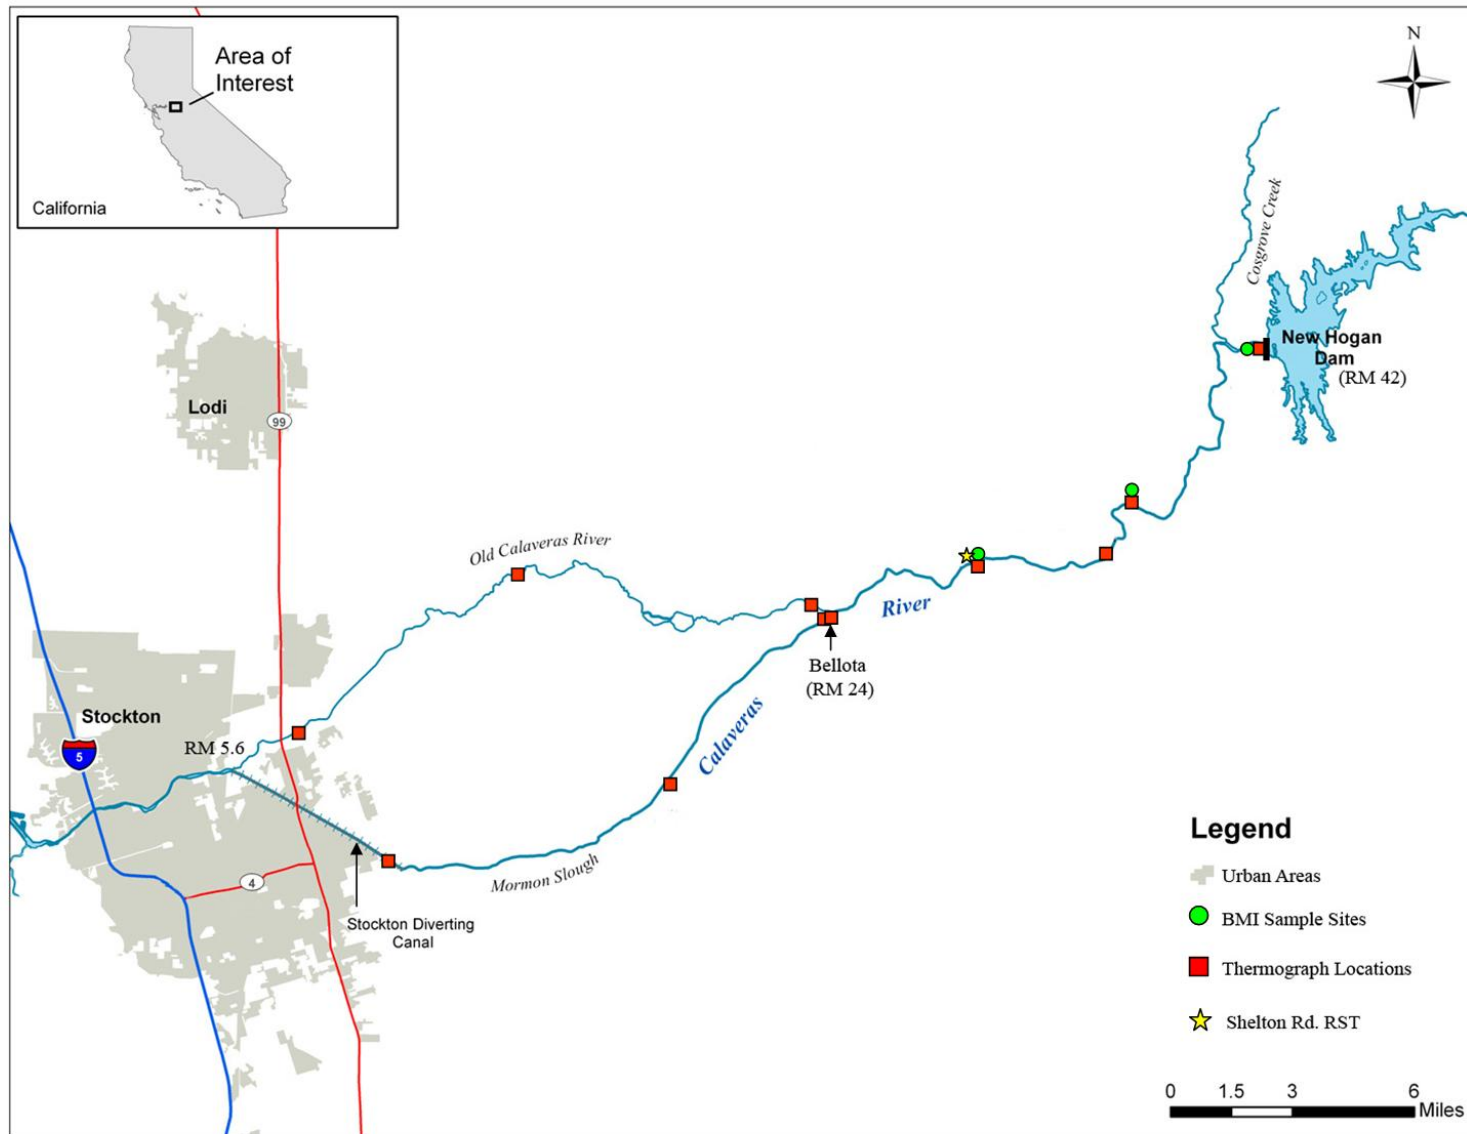 Area of
Interest
California
N
Cosgrove Creek
New Hogan
Dam
(RM 42)
Lodi
99
Old Calaveras River
River
Bellota
(RM 24)
Stockton
RM 5.6
5
Calaveras
Mormon Slough
4
Stockton Diverting
Canal
Legend
Urban Areas
BMI Sample Sites
Thermograph Locations
Shelton Rd. RST
0 1.5 3 6
Miles